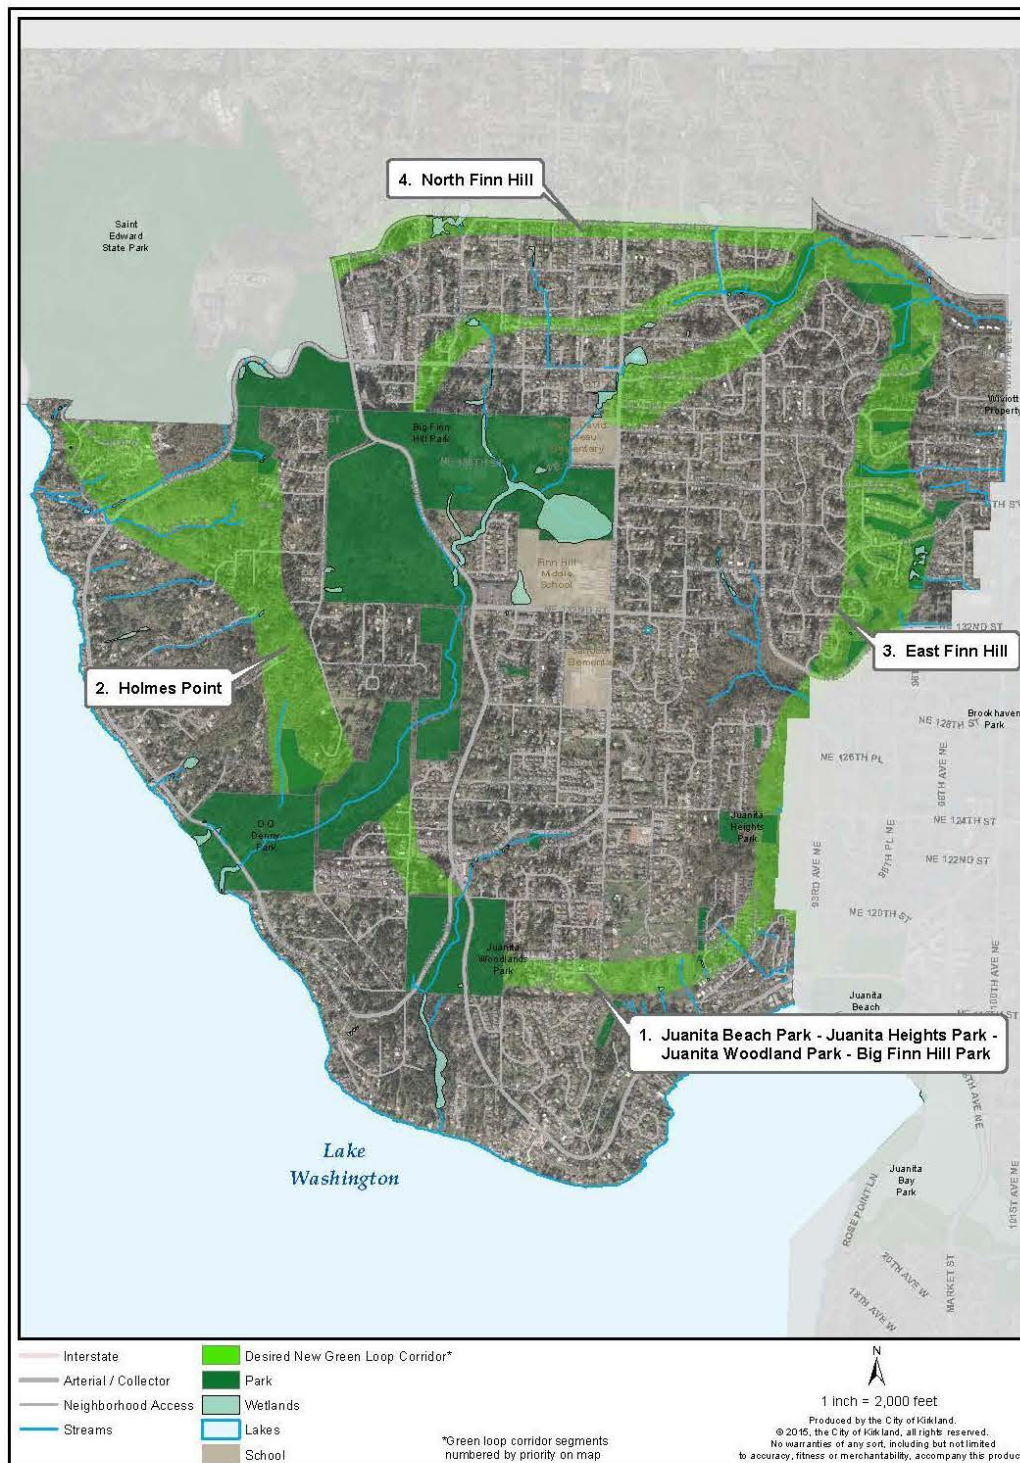 4. North Finn Hill
Saint
Edward
State Park
Big Finn
Hill Park
Finn Hill
Middle
School
NE 132ND ST
2. Holmes Point
3. East Finn Hill
NE 132ND ST
Brookhaven
Park
NE 128TH ST
NE 126TH PL
98TH AVE NE
NE 124TH ST
O O
Denny
Park
Juanita
Heights
Park
93RD AVE NE
NE 122ND ST
NE 120TH ST
Juanita
Woodlands
Park
Juanita
Beach
100TH AVE NE
1. Juanita Beach Park - Juanita Heights Park -
Juanita Woodland Park - Big Finn Hill Park
Lake
Washington
Juanita
Bay
Park
ROSE POINT LN
101ST AVE NE
20TH AVE W
18TH AVE W
MARKET ST
Interstate
Arterial / Collector
Neighborhood Access
Streams
Desired New Green Loop Corridor*
Park
Wetlands
Lakes
School
*Green loop corridor segments
numbered by priority on map
N
1 inch = 2,000 feet
Produced by the City of Kirkland.
© 2015, the City of Kirkland, all rights reserved.
No warranties of any sort, including but not limited
to accuracy, fitness or merchantability, accompany this produc